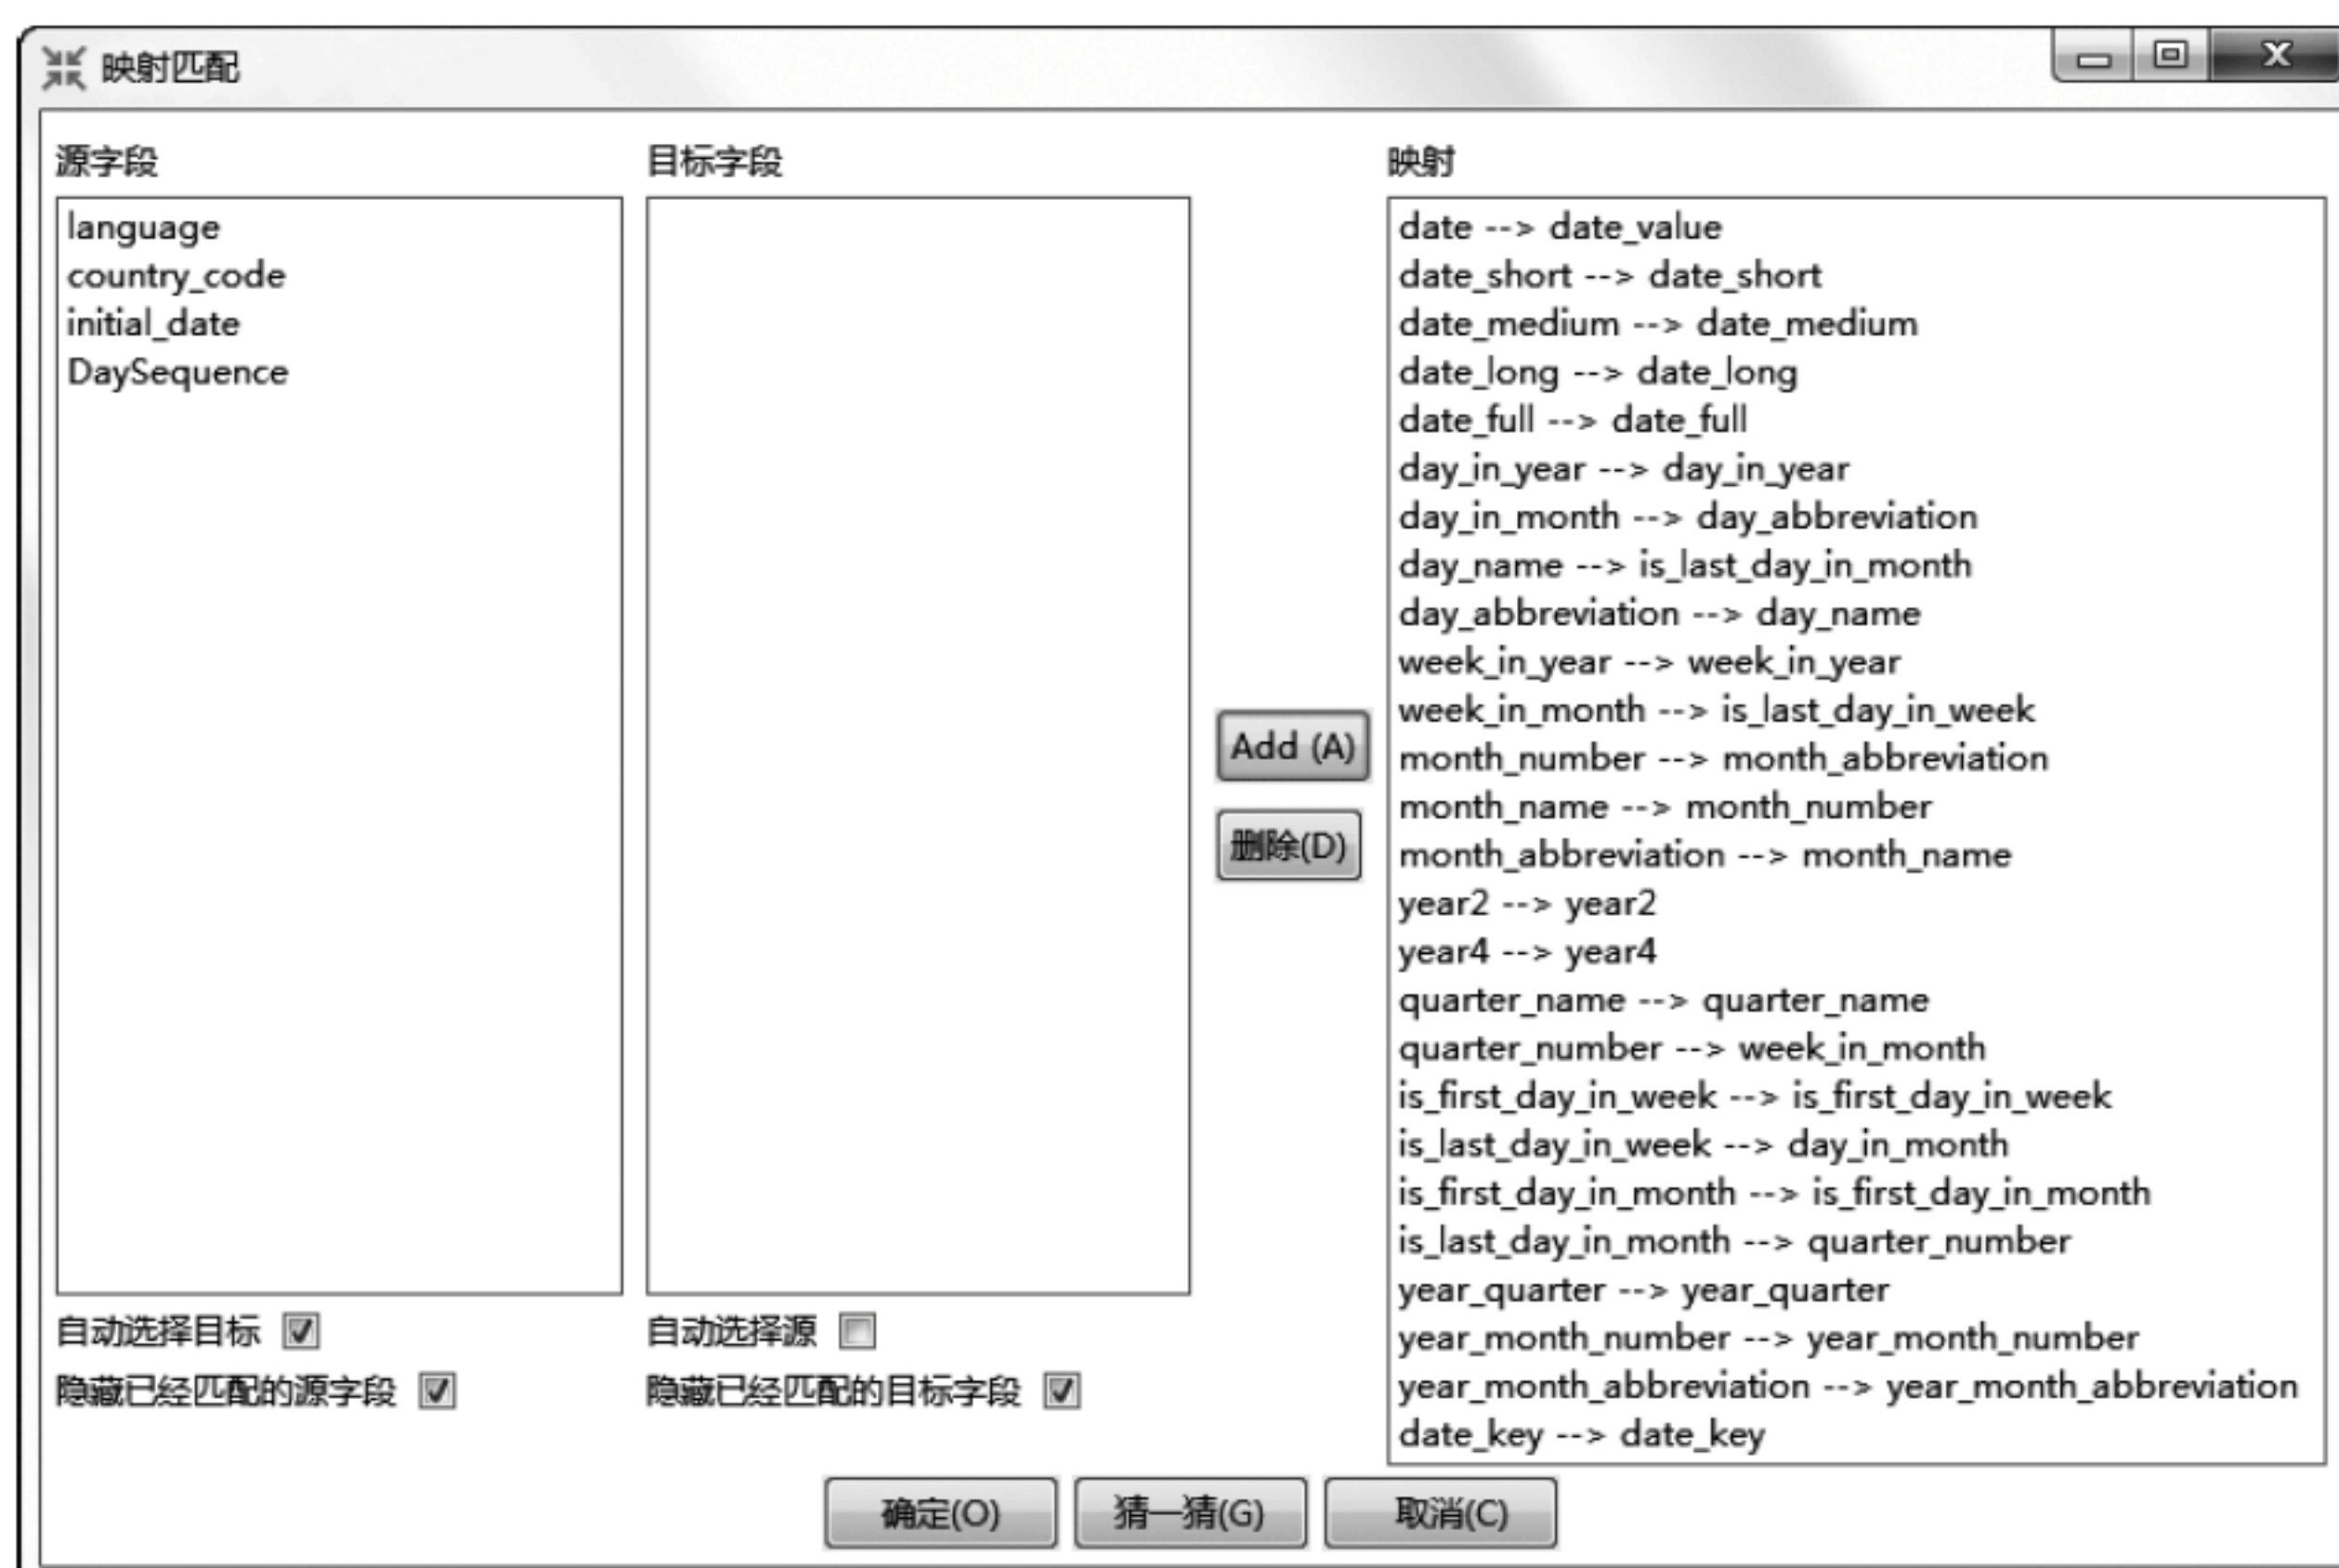 映射匹配
源字段
language
country_code
initial_date
DaySequence
自动选择目标
隐藏已经匹配的源字段
目标字段
自动选择源
隐藏已经匹配的目标字段
Add (A)
删除(D)
映射
date --> date_value
date_short --> date_short
date_medium --> date_medium
date_long --> date_long
date_full --> date_full
day_in_year --> day_in_year
day_in_month --> day_abbreviation
day_name --> is_last_day_in_month
day_abbreviation --> day_name
week_in_year --> week_in_year
week_in_month --> is_last_day_in_week
month_number --> month_abbreviation
month_name --> month_number
month_abbreviation --> month_name
year2 --> year2
year4 --> year4
quarter_name --> quarter_name
quarter_number --> week_in_month
is_first_day_in_week --> is_first_day_in_week
is_last_day_in_week --> day_in_month
is_first_day_in_month --> is_first_day_in_month
is_last_day_in_month --> quarter_number
year_quarter --> year_quarter
year_month_number --> year_month_number
year_month_abbreviation --> year_month_abbreviation
date_key --> date_key
确定(O)
猜一猜(G)
取消(C)